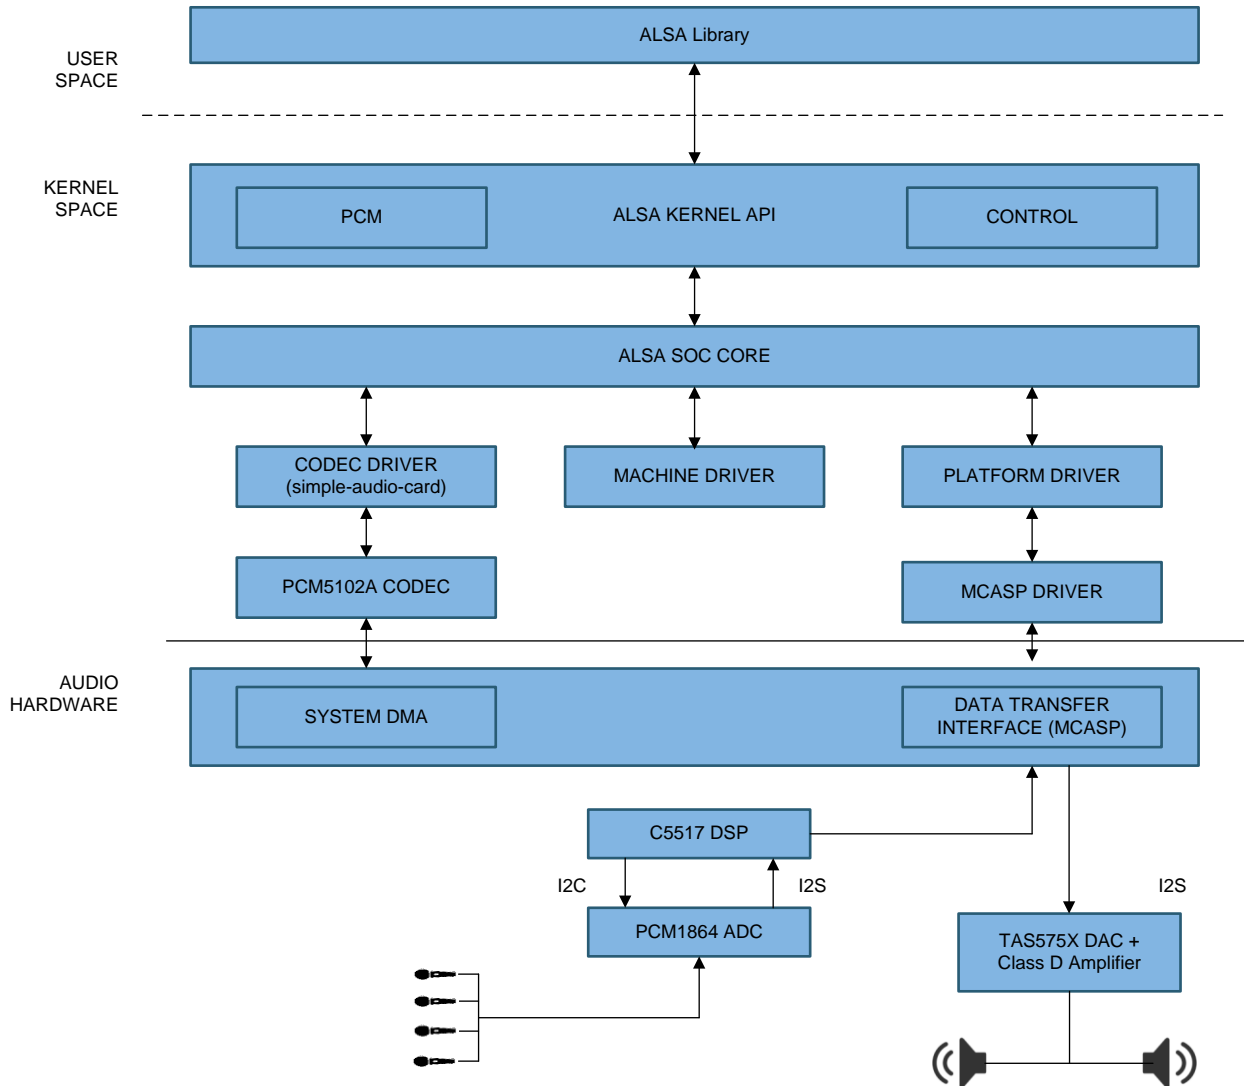 ALSA Library
USER
SPACE
KERNEL
SPACE
PCM
ALSA KERNEL API
CONTROL
ALSA SOC CORE
CODEC DRIVER
(simple-audio-card)
MACHINE DRIVER
PLATFORM DRIVER
PCM5102A CODEC
MCASP DRIVER
AUDIO
HARDWARE
SYSTEM DMA
DATA TRANSFER
INTERFACE (MCASP)
C5517 DSP
I2C
I2S
I2S
PCM1864 ADC
TAS575X DAC +
Class D Amplifier